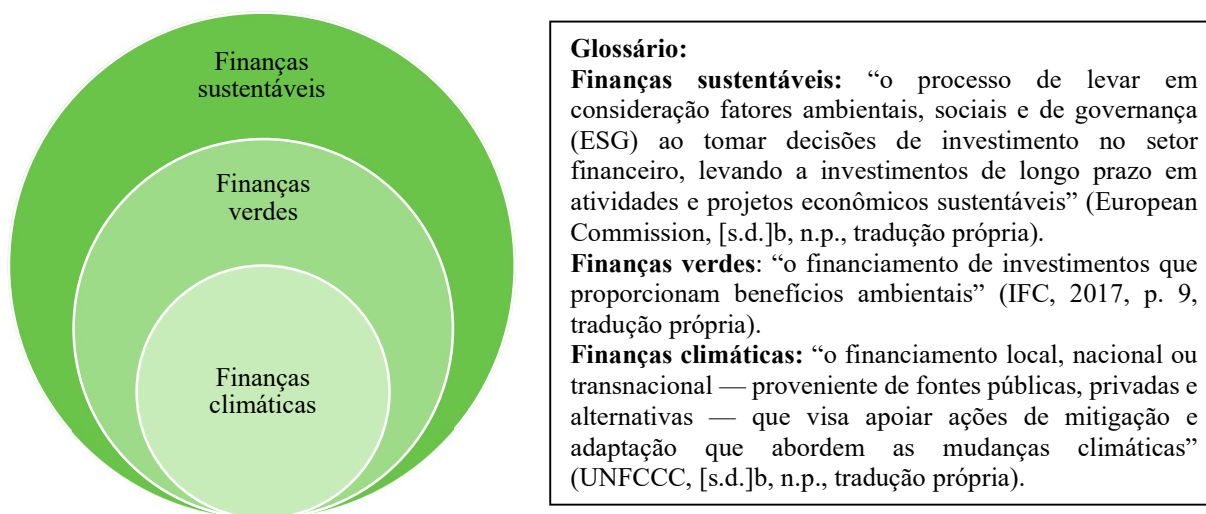 Finanças
sustentáveis
Finanças
verdes
Finanças
climáticas
Glossário:
Finanças sustentáveis: “o processo de levar em
consideração fatores ambientais, sociais e de governança
(ESG) ao tomar decisões de investimento no setor
financeiro, levando a investimentos de longo prazo em
atividades e projetos econômicos sustentáveis” (European
Commission, [s.d.]b, n.p., tradução própria).
Finanças verdes: “o financiamento de investimentos que
proporcionam benefícios ambientais” (IFC, 2017, p. 9,
tradução própria).
Finanças climáticas: “o financiamento local, nacional ou
transnacional — proveniente de fontes públicas, privadas e
alternativas — que visa apoiar ações de mitigação e
adaptação que abordem as mudanças climáticas”
(UNFCCC, [s.d.]b, n.p., tradução própria).